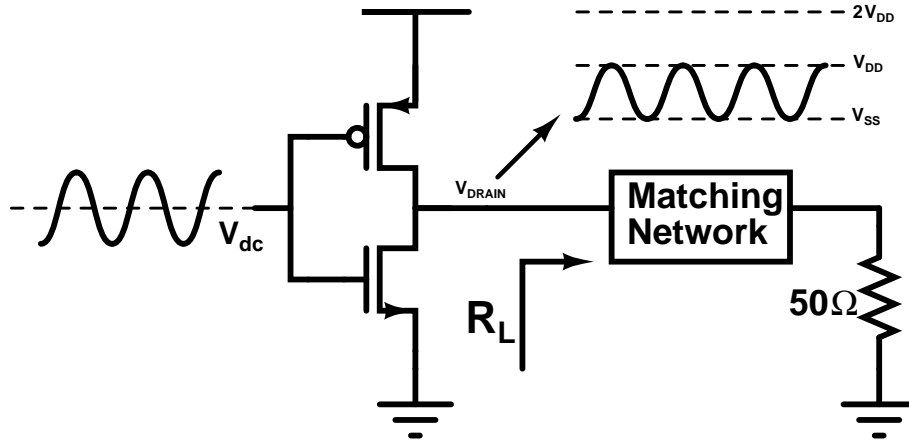 2V_DD
V_DD
V_SS
V_DRAIN
V_dc
Matching
Network
R_L
50Ω